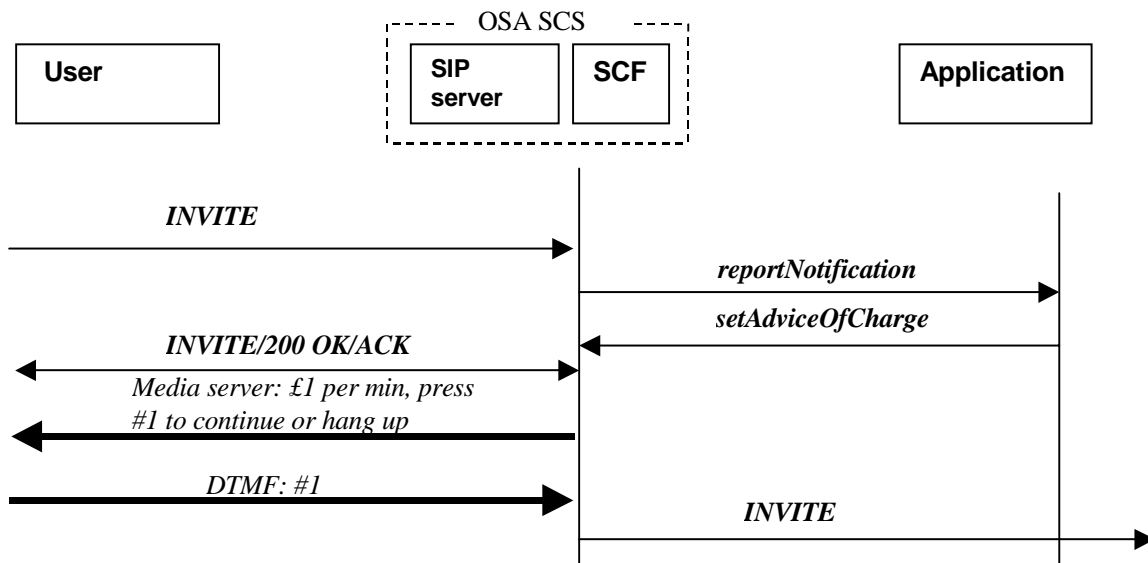 OSA SCS
User
SIP
server
SCF
Application
INVITE
reportNotification
setAdviceOfCharge
INVITE/200 OK/ACK
Media server: £1 per min, press
#1 to continue or hang up
DTMF: #1
INVITE